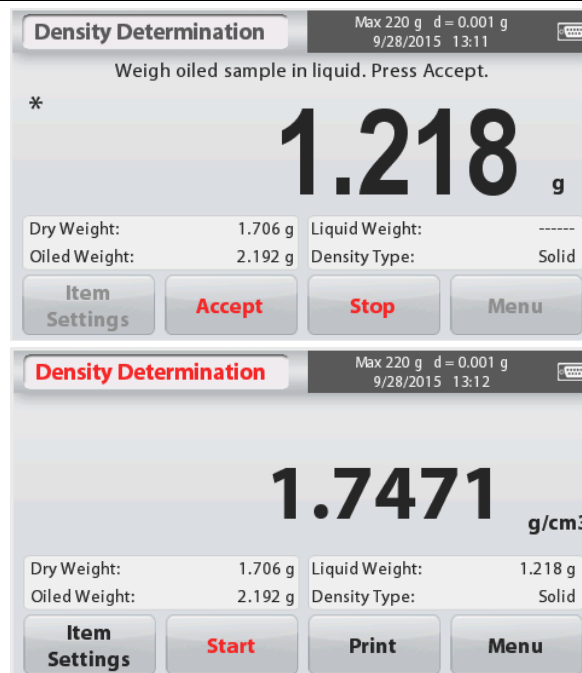 Density Determination
Max 220 g d = 0.001 g
9/28/2015 13:11
Weigh oiled sample in liquid. Press Accept.
*
1.218 g
Dry Weight: 1.706 g Liquid Weight: ------
Oiled Weight: 2.192 g Density Type: Solid
Item Settings Accept Stop Menu
Density Determination
Max 220 g d = 0.001 g
9/28/2015 13:12
1.7471 g/cm3
Dry Weight: 1.706 g Liquid Weight: 1.218 g
Oiled Weight: 2.192 g Density Type: Solid
Item Settings Start Print Menu